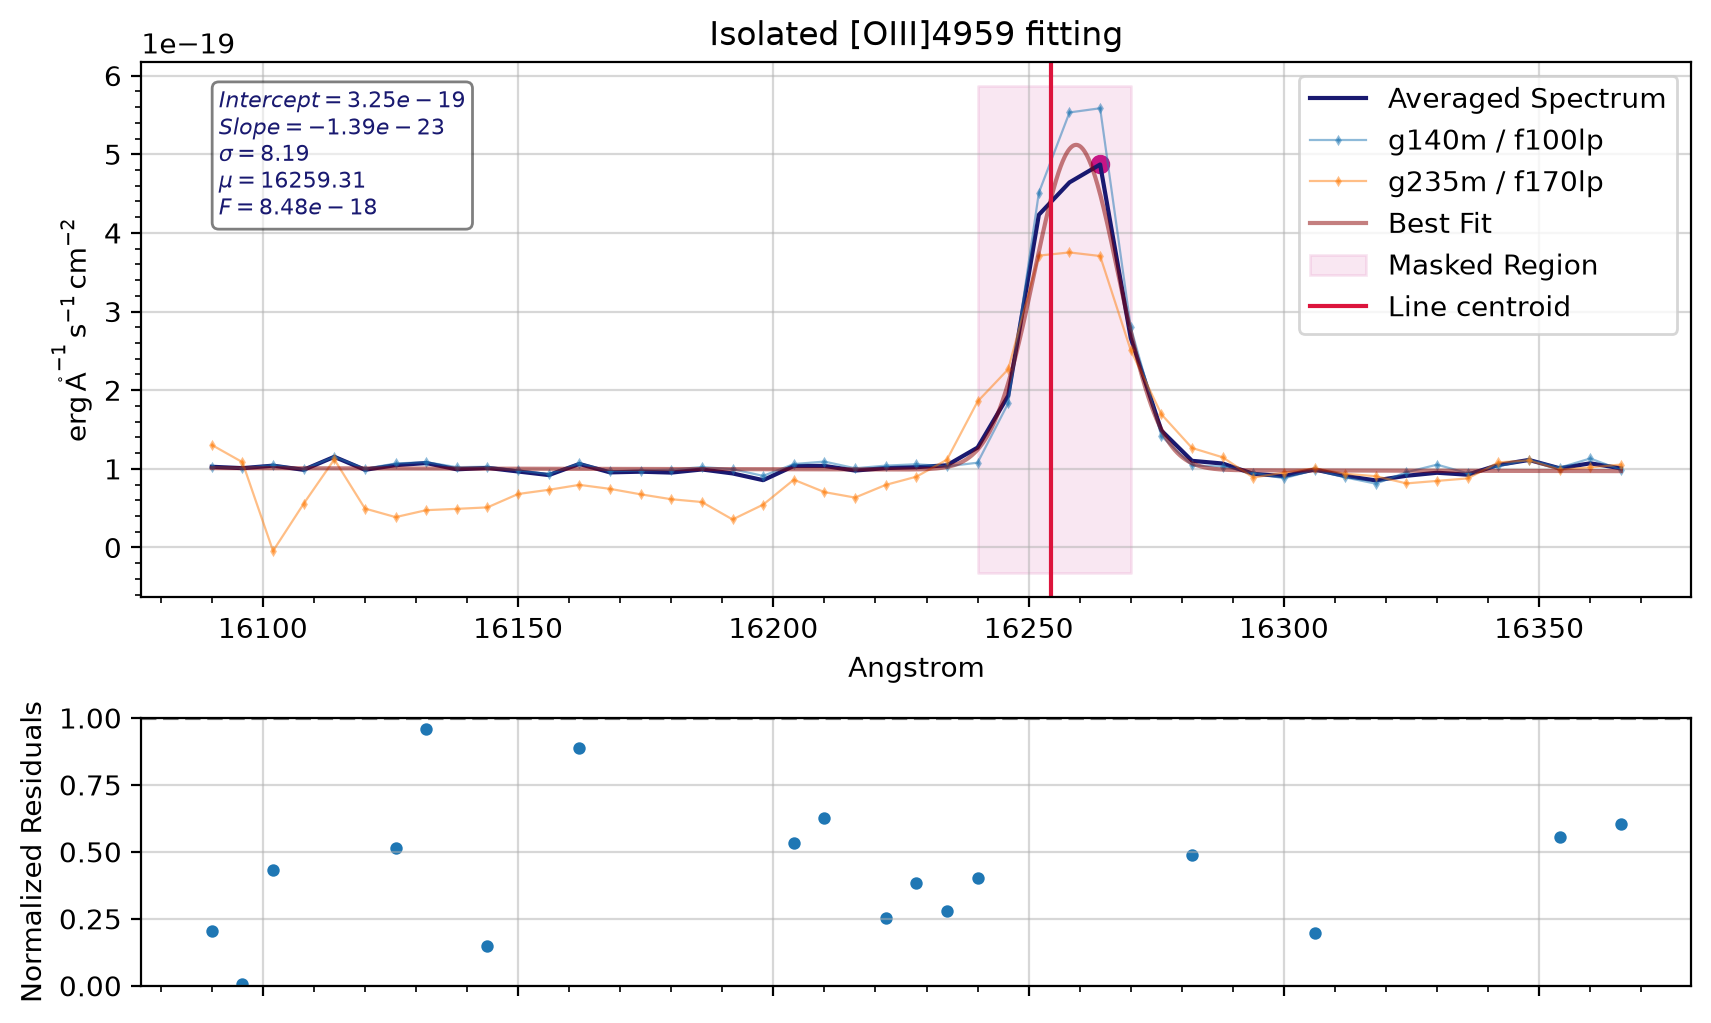 Isolated [OIII]4959 fitting
1e−19
6
5
4
3
2
1
0
erg Å⁻¹ s⁻¹ cm⁻²
Intercept = 3.25e − 19
Slope = −1.39e − 23
σ = 8.19
μ = 16259.31
F = 8.48e − 18
Averaged Spectrum
g140m / f100lp
g235m / f170lp
Best Fit
Masked Region
Line centroid
16100 16150 16200 16250 16300 16350
Angstrom
Normalized Residuals
1.00
0.75
0.50
0.25
0.00